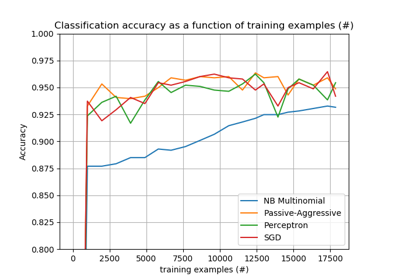 Classification accuracy as a function of training examples (#)
1.000
0.975
0.950
0.925
0.900
0.875
0.850
0.825
0.800
Accuracy
NB Multinomial
Passive-Aggressive
Perceptron
SGD
0 2500 5000 7500 10000 12500 15000 17500
training examples (#)